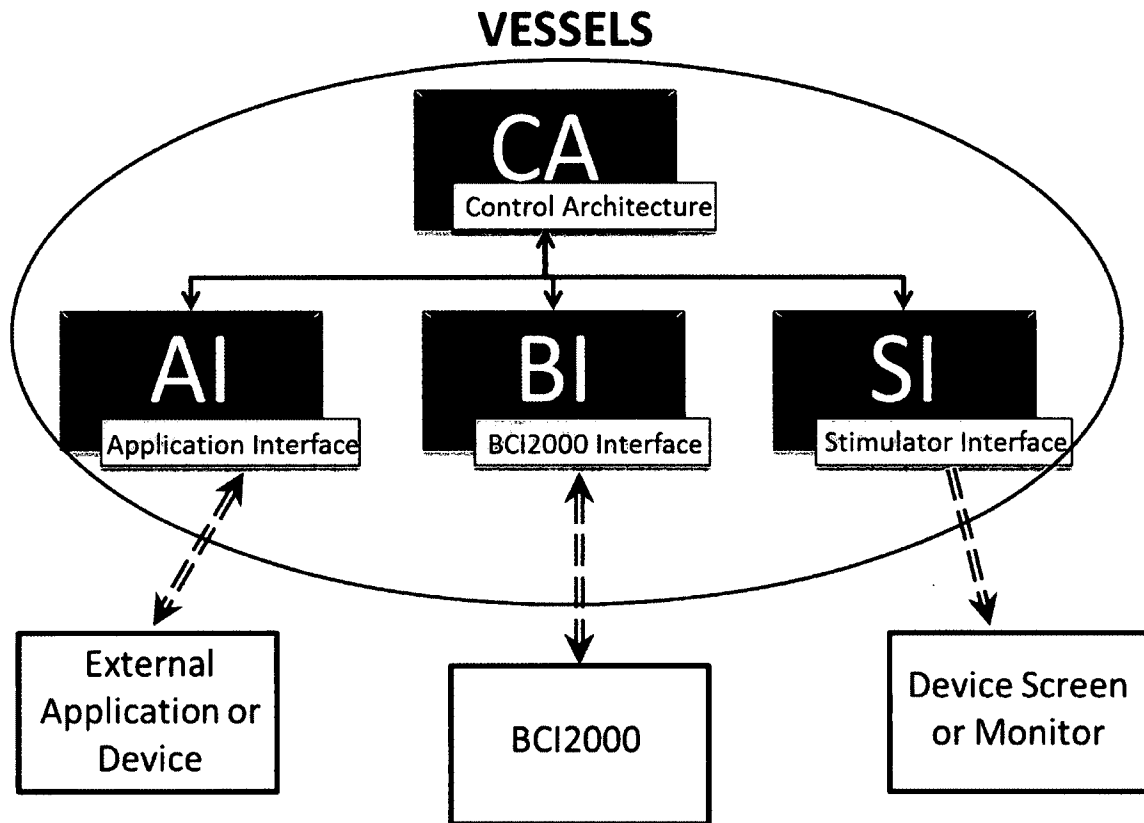 VESSELS
CA
Control Architecture
AI
Application Interface
BI
BCI2000 Interface
SI
Stimulator Interface
External
Application or
Device
BCI2000
Device Screen
or Monitor